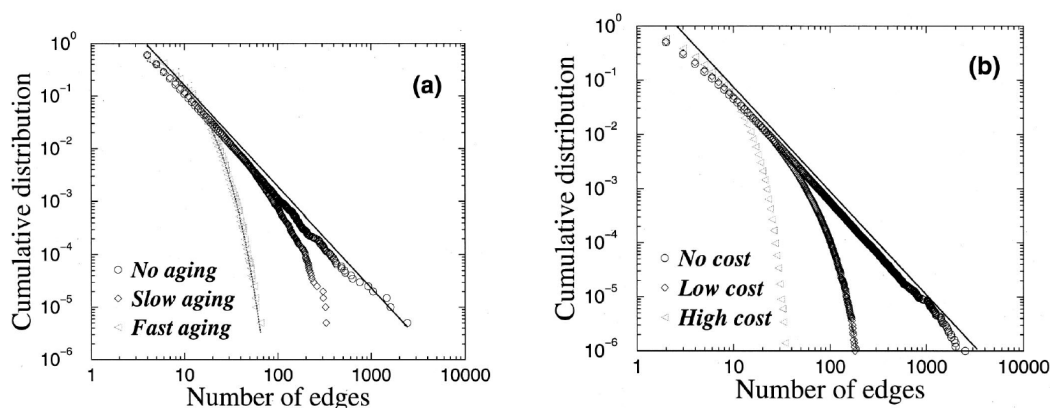 (a)
Cumulative distribution
10^0
10^-1
10^-2
10^-3
10^-4
10^-5
10^-6
No aging
Slow aging
Fast aging
1 10 100 1000 10000
Number of edges
(b)
Cumulative distribution
10^0
10^-1
10^-2
10^-3
10^-4
10^-5
10^-6
No cost
Low cost
High cost
1 10 100 1000 10000
Number of edges